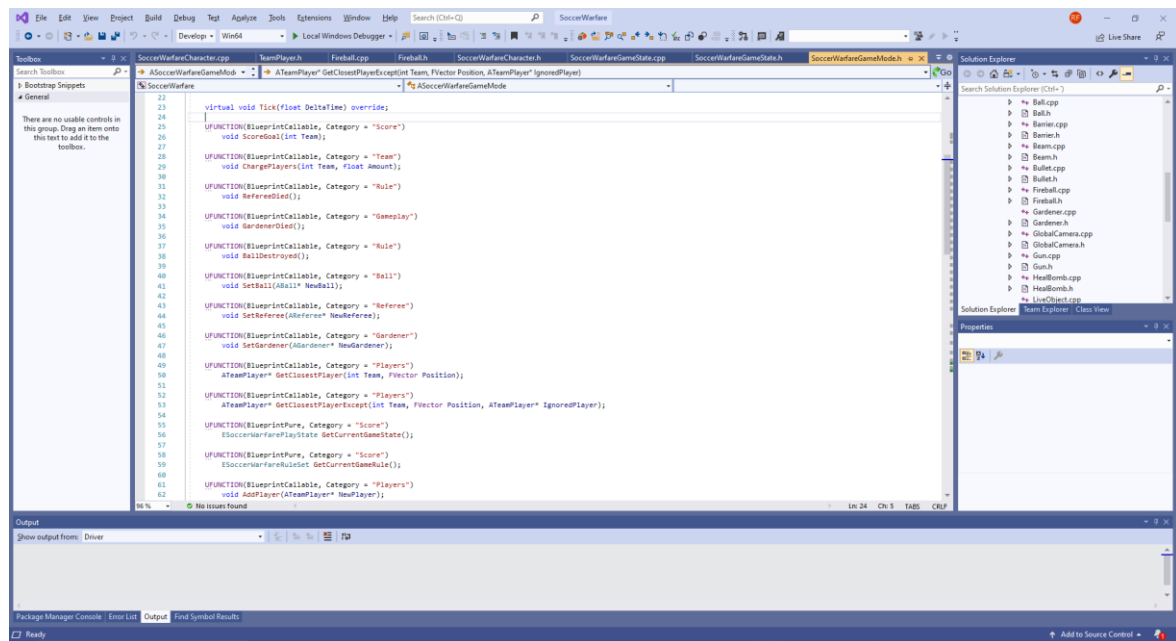 File Edit View Project Build Debug Test Analyze Tools Extensions Window Help Search (Ctrl+Q) SoccerWarfare RF
Develop Win64 Local Windows Debugger Live Share
Toolbox
Search Toolbox
Bootstrap Snippets
General
There are no usable controls in
this group. Drag an item onto
this text to add it to the
toolbox.
SoccerWarfareCharacter.cpp TeamPlayer.h Fireball.cpp Fireball.h SoccerWarfareCharacter.h SoccerWarfareGameState.cpp SoccerWarfareGameState.h SoccerWarfareGameMode.h
ASoccerWarfareGameMod ATeamPlayer* GetClosestPlayerExcept(int Team, FVector Position, ATeamPlayer* IgnoredPlayer) Go
SoccerWarfare ASoccerWarfareGameMode
22
23 virtual void Tick(float DeltaTime) override;
24
25 UFUNCTION(BlueprintCallable, Category = "Score")
26 void ScoreGoal(int Team);
27
28 UFUNCTION(BlueprintCallable, Category = "Team")
29 void ChargePlayers(int Team, float Amount);
30
31 UFUNCTION(BlueprintCallable, Category = "Rule")
32 void RefereeDied();
33
34 UFUNCTION(BlueprintCallable, Category = "Gameplay")
35 void GardenerDied();
36
37 UFUNCTION(BlueprintCallable, Category = "Rule")
38 void BallDestroyed();
39
40 UFUNCTION(BlueprintCallable, Category = "Ball")
41 void SetBall(ABall* NewBall);
42
43 UFUNCTION(BlueprintCallable, Category = "Referee")
44 void SetReferee(AReferee* NewReferee);
45
46 UFUNCTION(BlueprintCallable, Category = "Gardener")
47 void SetGardener(AGardener* NewGardener);
48
49 UFUNCTION(BlueprintCallable, Category = "Players")
50 ATeamPlayer* GetClosestPlayer(int Team, FVector Position);
51
52 UFUNCTION(BlueprintCallable, Category = "Players")
53 ATeamPlayer* GetClosestPlayerExcept(int Team, FVector Position, ATeamPlayer* IgnoredPlayer);
54
55 UFUNCTION(BlueprintPure, Category = "Score")
56 ESoccerWarfarePlayState GetCurrentGameState();
57
58 UFUNCTION(BlueprintPure, Category = "Score")
59 ESoccerWarfareRuleSet GetCurrentGameRule();
60
61 UFUNCTION(BlueprintCallable, Category = "Players")
62 void AddPlayer(ATeamPlayer* NewPlayer);
96 % No issues found Ln: 24 Ch: 5 TABS CRLF
Solution Explorer
Search Solution Explorer (Ctrl+¨)
Ball.cpp
Ball.h
Barrier.cpp
Barrier.h
Beam.cpp
Beam.h
Bullet.cpp
Bullet.h
Fireball.cpp
Fireball.h
Gardener.cpp
Gardener.h
GlobalCamera.cpp
GlobalCamera.h
Gun.cpp
Gun.h
HealBomb.cpp
HealBomb.h
LiveObject.cpp
Solution Explorer Team Explorer Class View
Properties
Output
Show output from: Driver
Package Manager Console Error List Output Find Symbol Results
Ready Add to Source Control